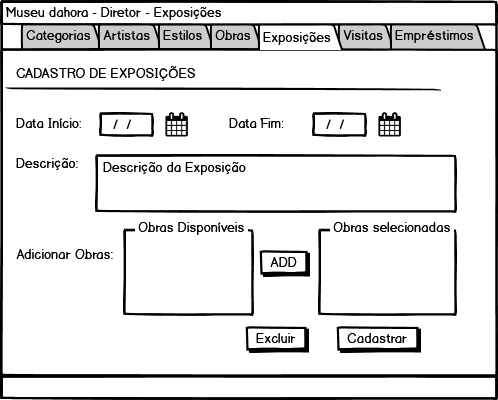 Museu dahora - Diretor - Exposições
Categorias Artistas Estilos Obras Exposições Visitas Empréstimos
CADASTRO DE EXPOSIÇÕES
Data Início: / / Data Fim: / /
Descrição: Descrição da Exposição
Obras Disponíveis Obras selecionadas
Adicionar Obras: ADD
Excluir Cadastrar